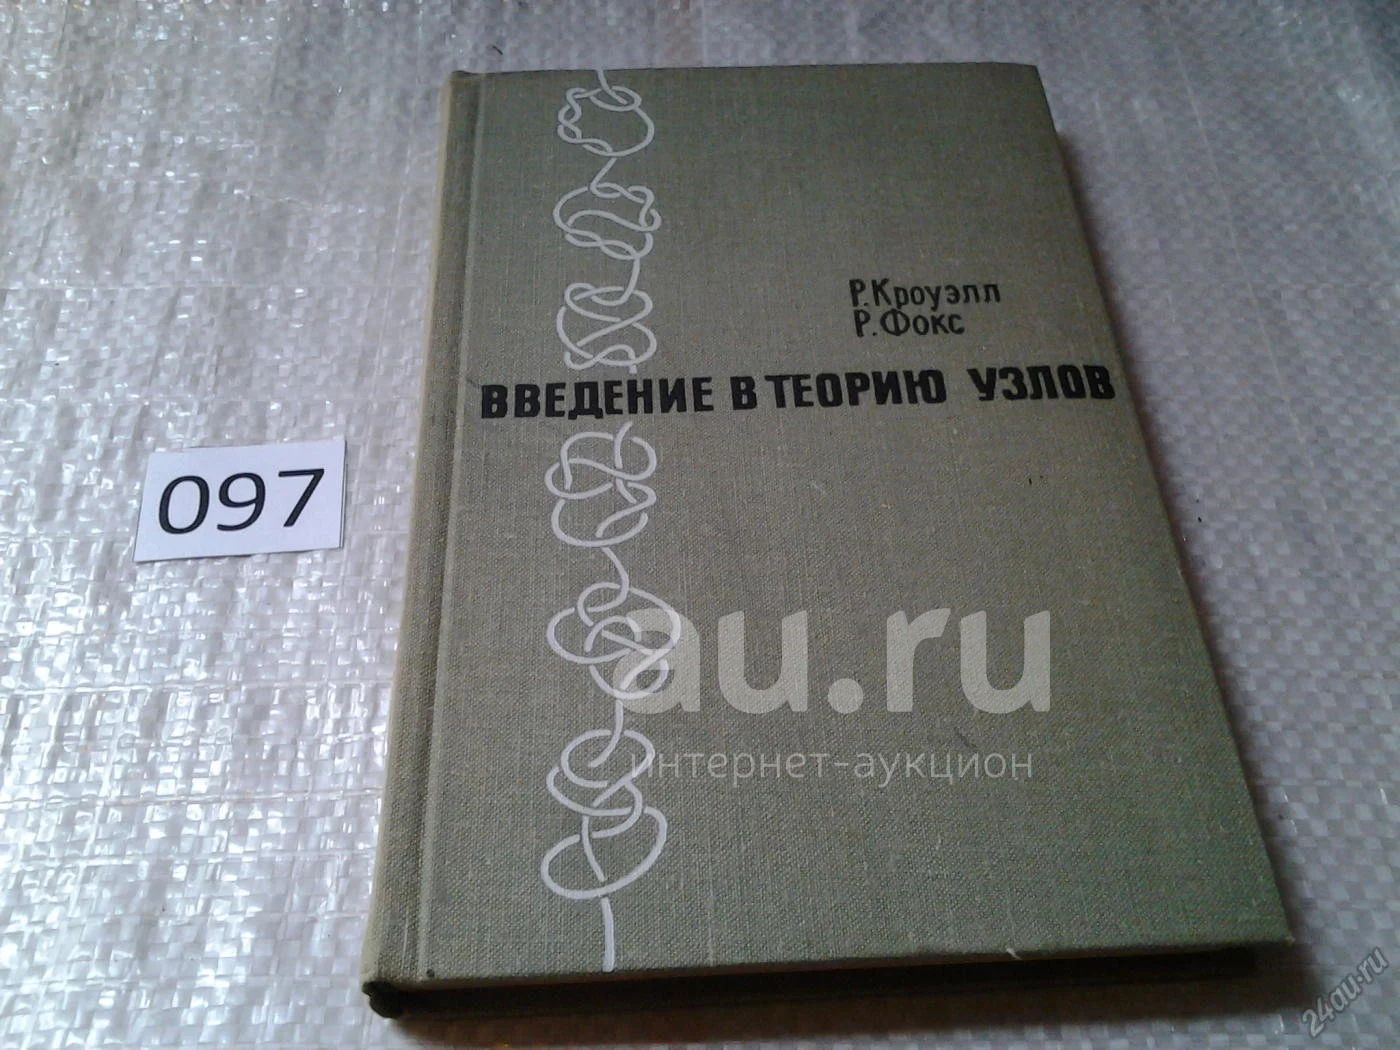 Р. Кроуэлл
Р. Фокс
ВВЕДЕНИЕ В ТЕОРИЮ УЗЛОВ
097
au.ru
интернет-аукцион
24au.ru